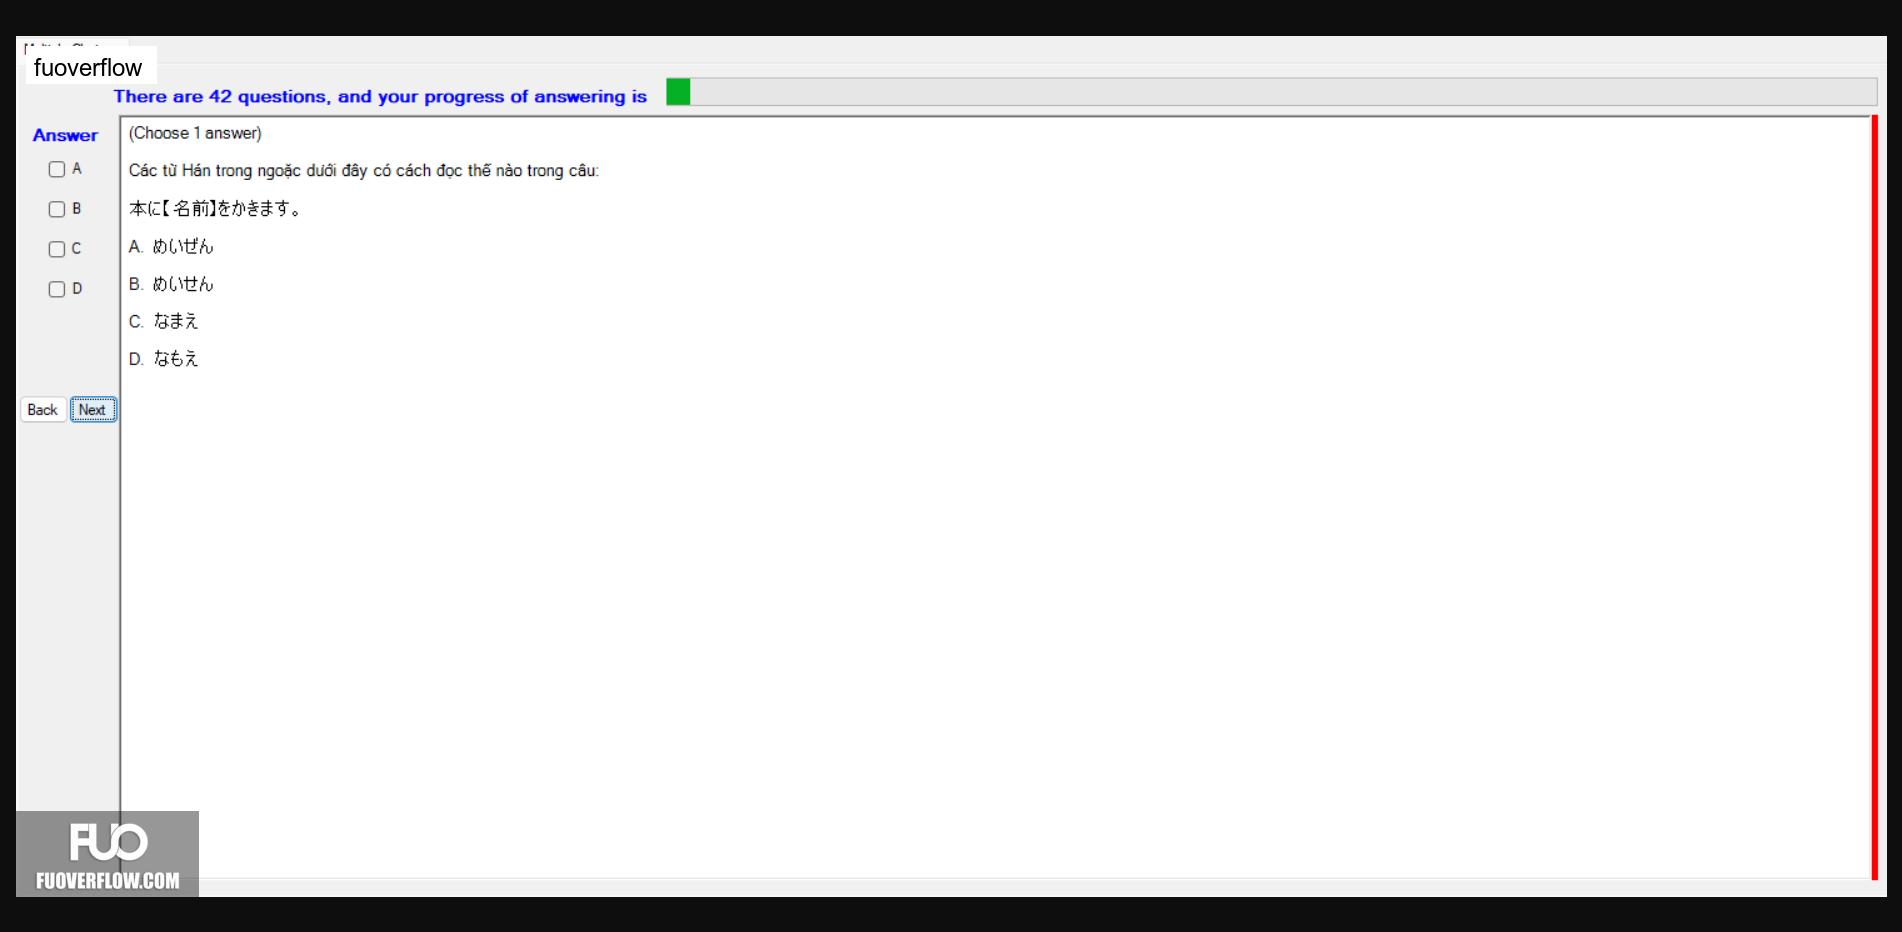 fuoverflow
There are 42 questions, and your progress of answering is
Answer
(Choose 1 answer)
A
Các từ Hán trong ngoặc dưới đây có cách đọc thế nào trong câu:
B
本に【名前】をかきます。
C
A. めいぜん
D
B. めいせん
C. なまえ
D. なもえ
Back
Next
FUO
FUOVERFLOW.COM